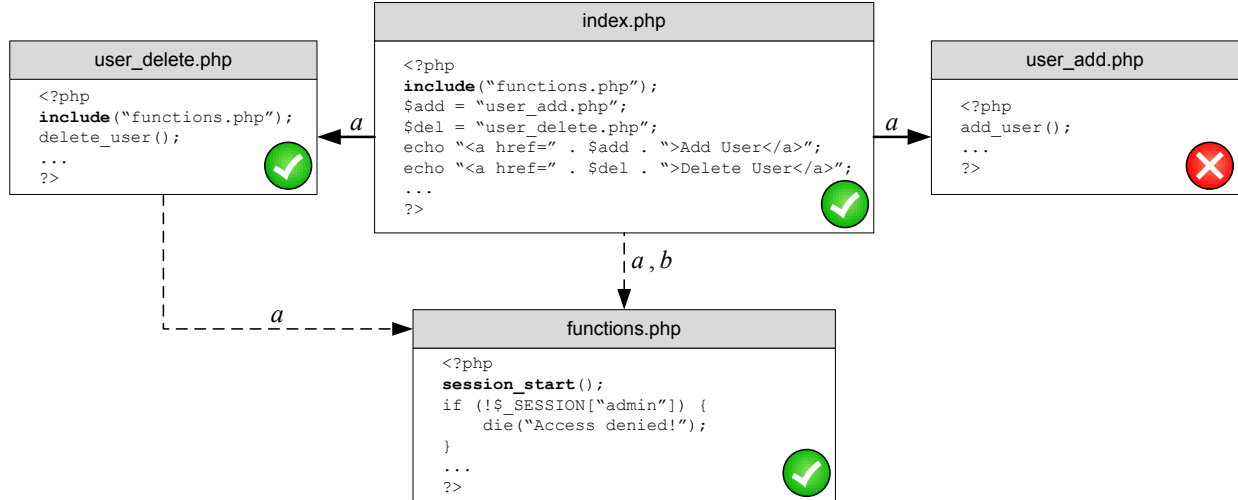 index.php
<?php
include(“functions.php”);
$add = “user_add.php”;
$del = “user_delete.php”;
echo “<a href=” . $add . “>Add User</a>”;
echo “<a href=” . $del . “>Delete User</a>”;
...
?>
user_delete.php
<?php
include(“functions.php”);
delete_user();
...
?>
a
a
user_add.php
<?php
add_user();
...
?>
a , b
a
functions.php
<?php
session_start();
if (!$_SESSION[“admin”]) {
    die(“Access denied!”);
}
...
?>